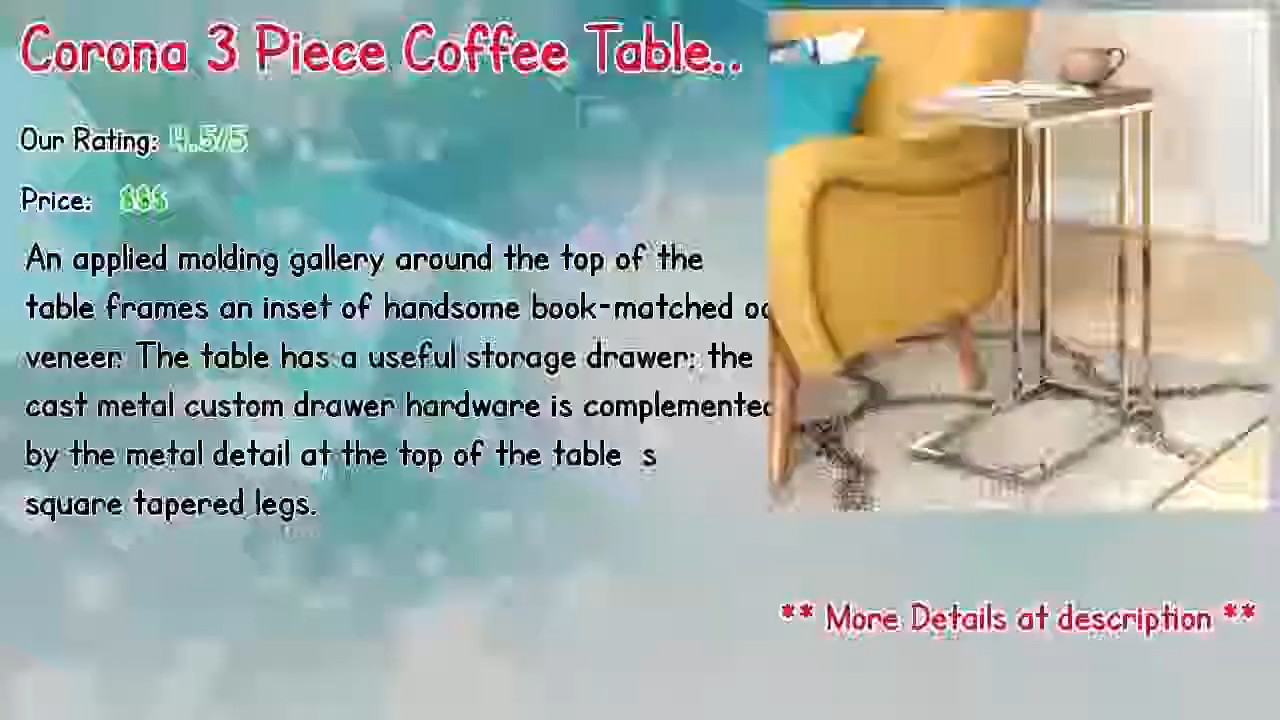 Corona 3 Piece Coffee Table..
Our Rating: 4.5/5
Price: $$$
An applied molding gallery around the top of the
table frames an inset of handsome book-matched oa
veneer. The table has a useful storage drawer; the
cast metal custom drawer hardware is complemented
by the metal detail at the top of the table s
square tapered legs.
** More Details at description **